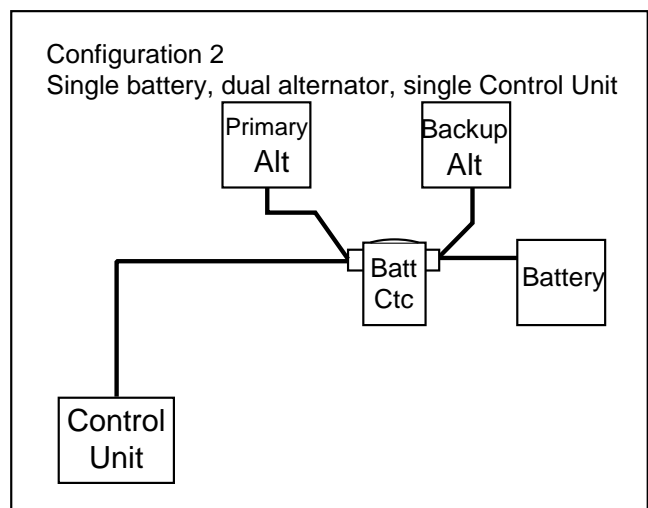 Configuration 2
Single battery, dual alternator, single Control Unit
Primary
Alt
Backup
Alt
Batt
Ctc
Battery
Control
Unit